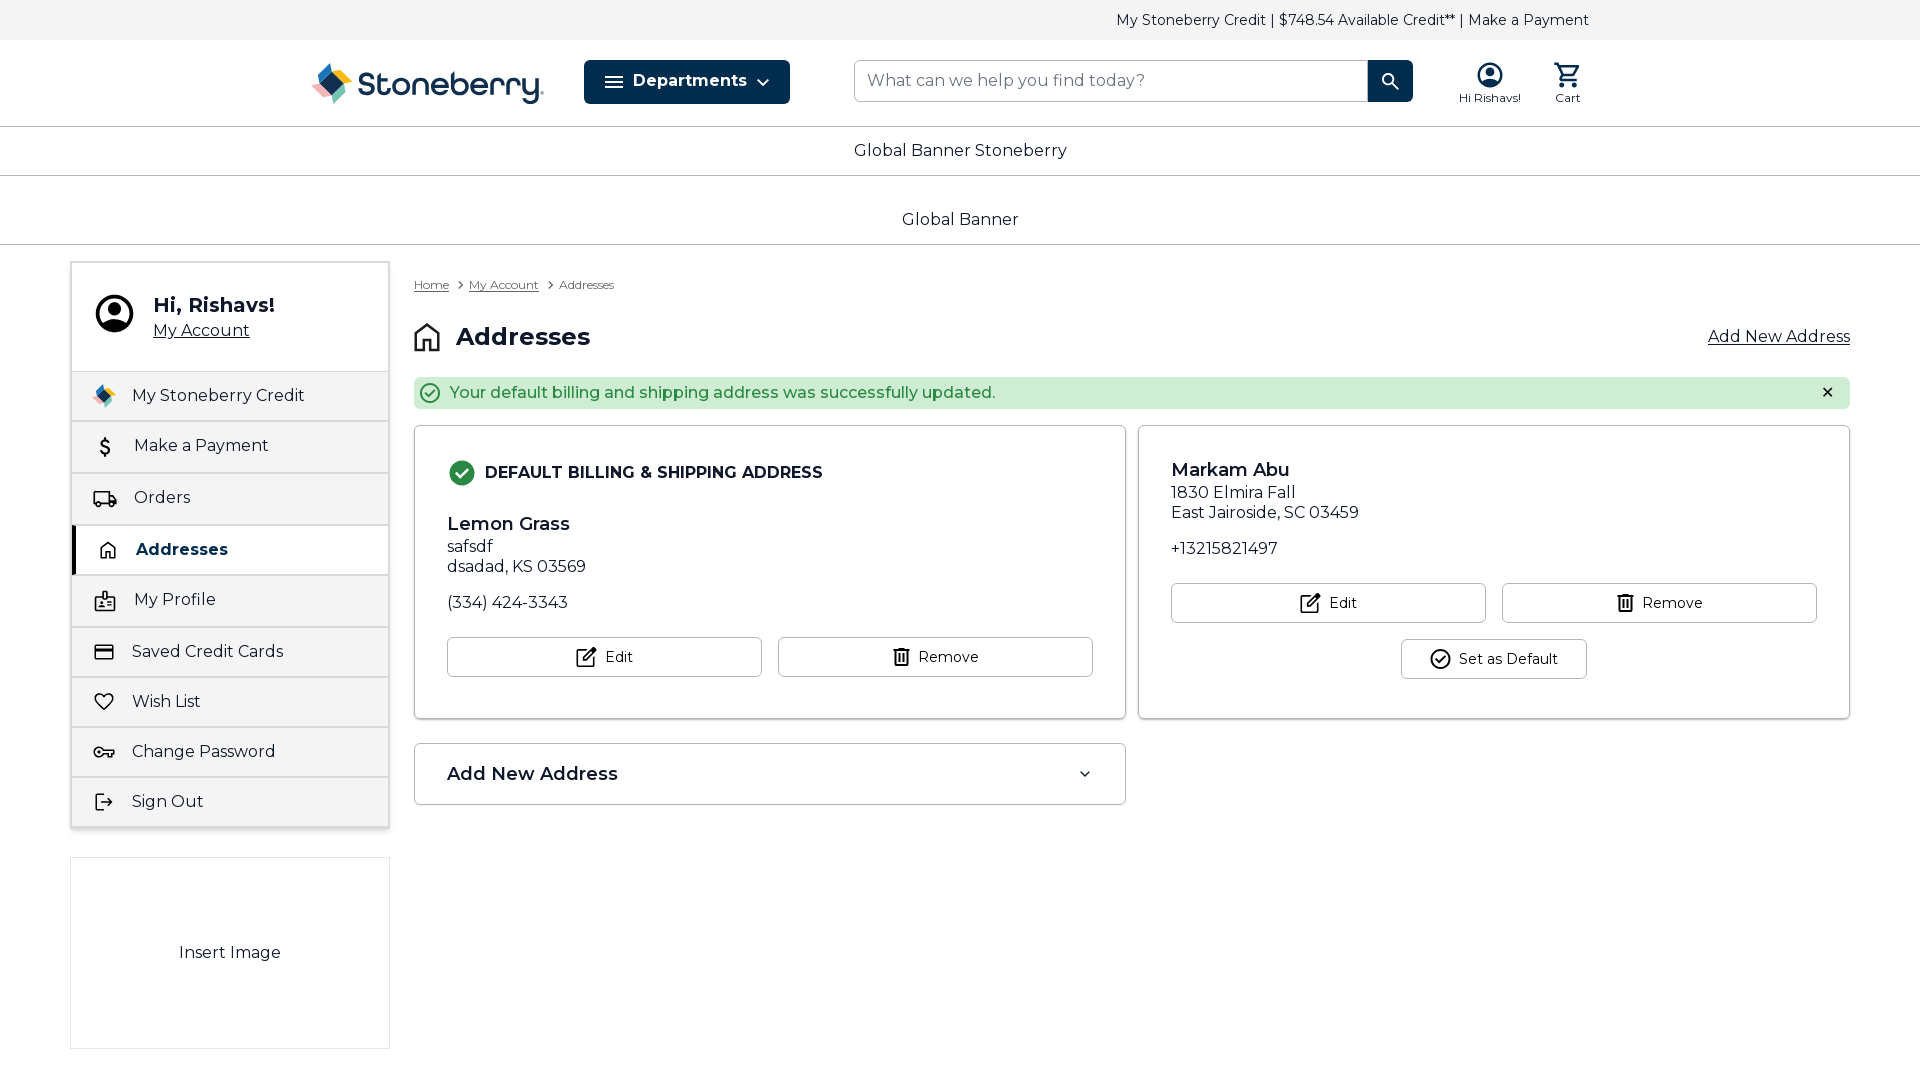 My Stoneberry Credit | $748.54 Available Credit** | Make a Payment
Stoneberry
Departments
What can we help you find today?
Hi Rishavs!
Cart
Global Banner Stoneberry
Global Banner
Hi, Rishavs!
My Account
My Stoneberry Credit
Make a Payment
Orders
Addresses
My Profile
Saved Credit Cards
Wish List
Change Password
Sign Out
Insert Image
Home > My Account > Addresses
Addresses
Add New Address
Your default billing and shipping address was successfully updated.
DEFAULT BILLING & SHIPPING ADDRESS
Lemon Grass
safsdf
dsadad, KS 03569
(334) 424-3343
Edit
Remove
Markam Abu
1830 Elmira Fall
East Jairoside, SC 03459
+13215821497
Edit
Remove
Set as Default
Add New Address